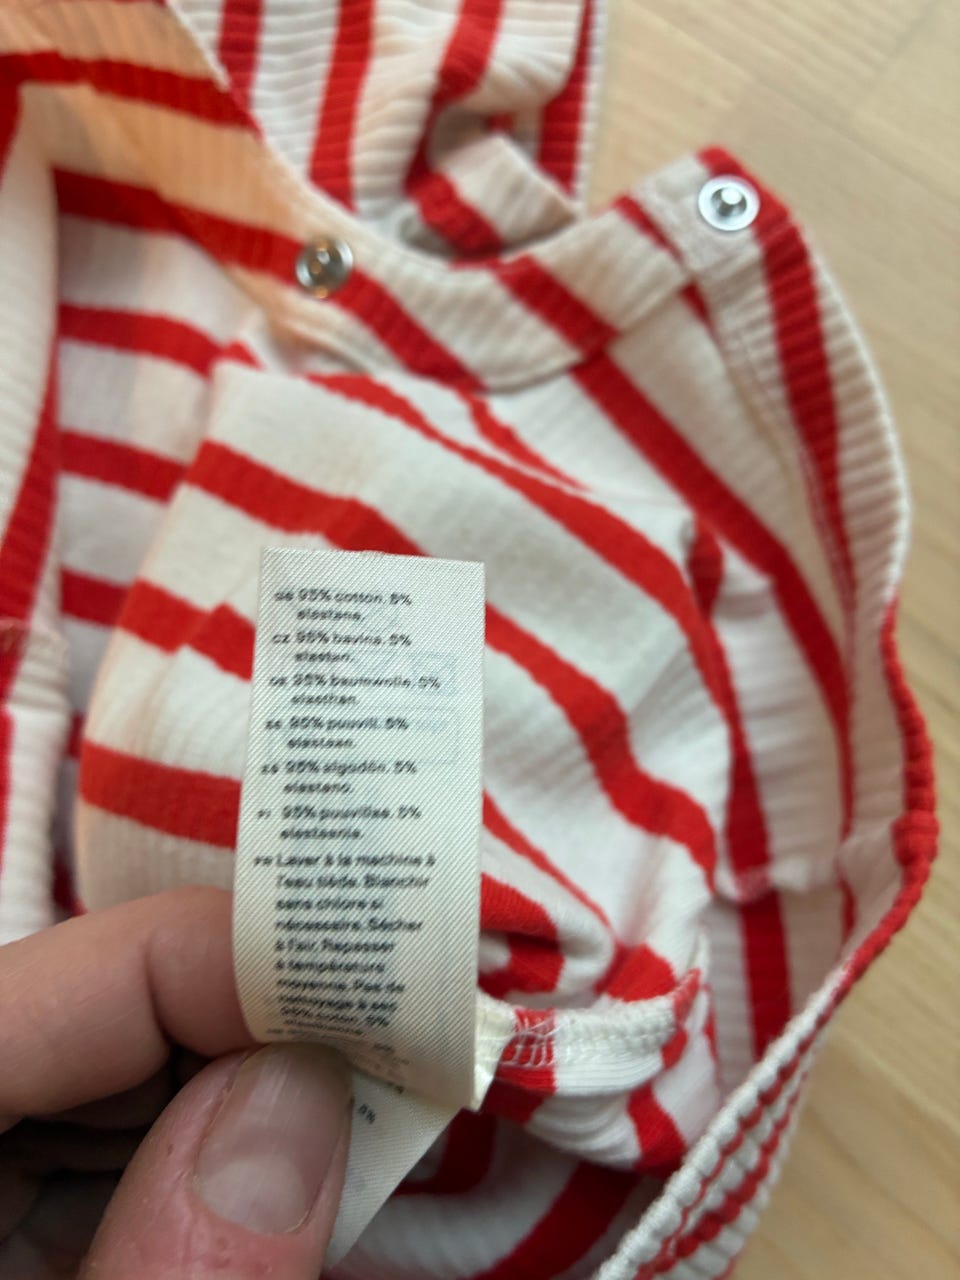 GB 95% cotton. 5%
elastane.
CZ 95% bavlna. 5%
elastan.
DE 95% baumwolle. 5%
elasthan.
EE 95% puuvill. 5%
elastaan.
ES 95% algodón. 5%
elastano.
FI 95% puuvillaa. 5%
elastaania.
FR Laver à la machine à
l'eau tiède. Blanchir
sans chlore si
nécessaire. Sécher
à l'air. Repasser
à température
moyenne. Pas de
nettoyage à sec
95% coton. 5%
élasthanne.